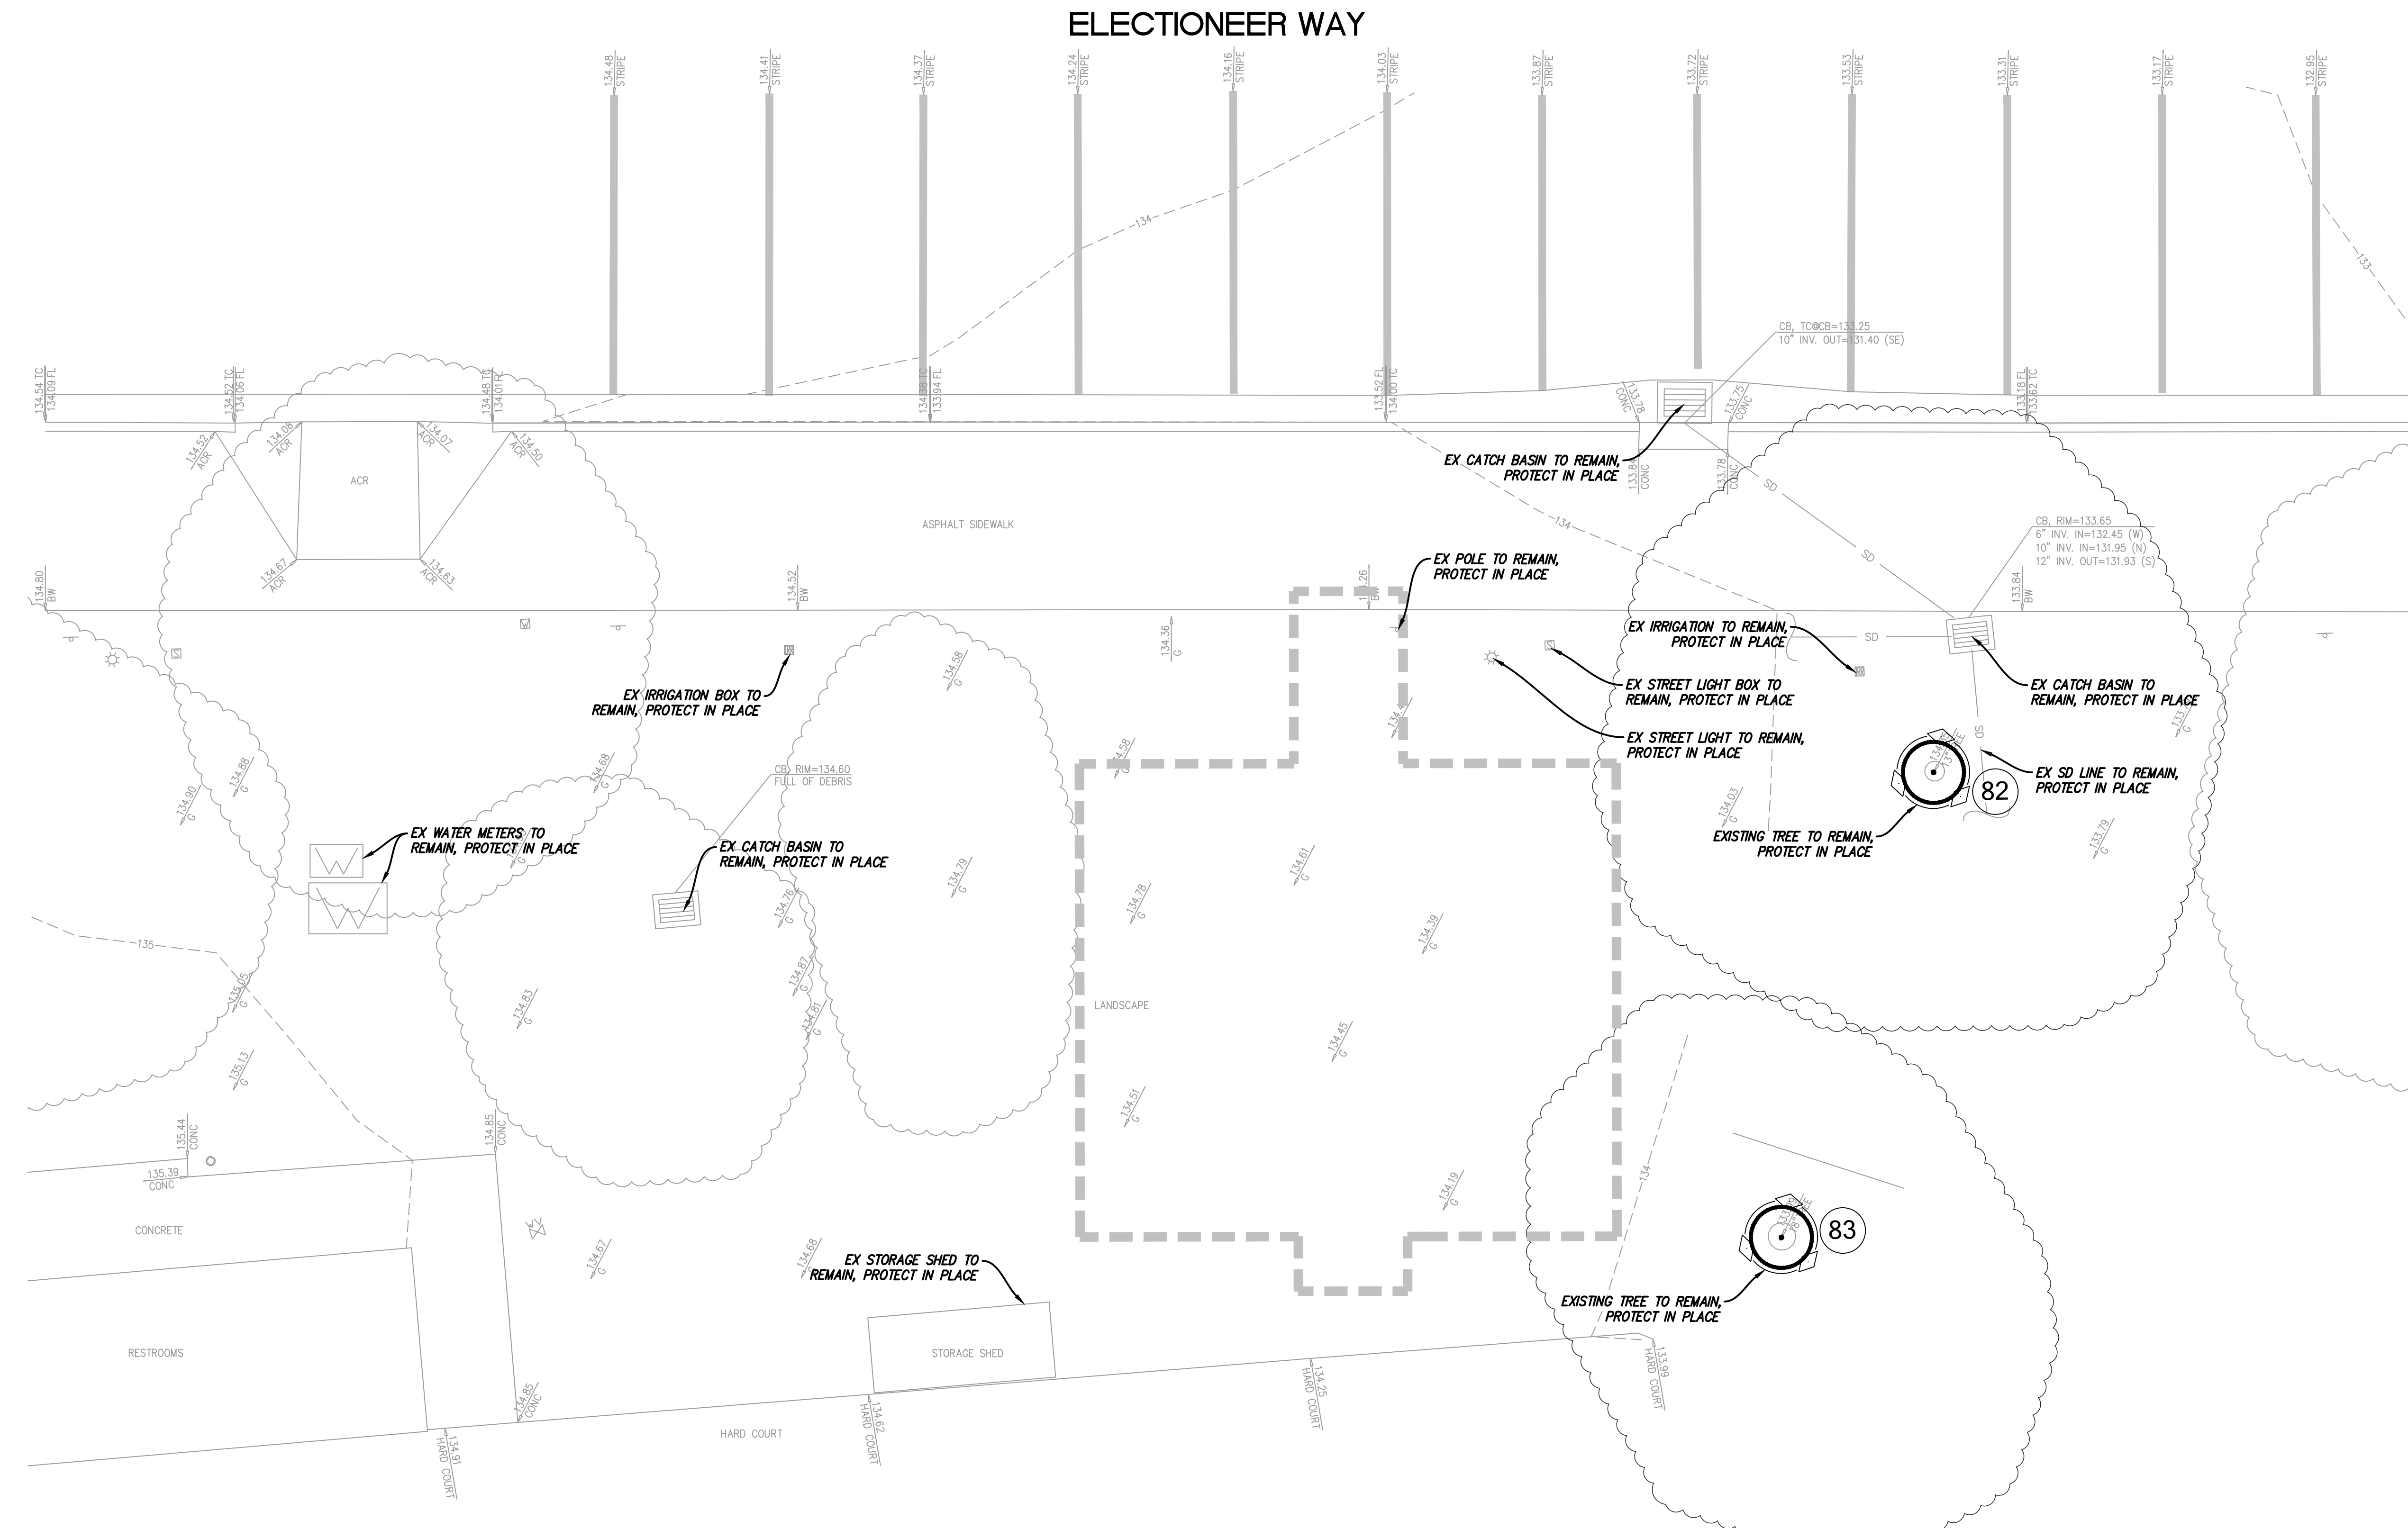 ELECTIONEER WAY
134.48
STRIPE
134.41
STRIPE
134.37
STRIPE
134.24
STRIPE
134.16
STRIPE
134.03
STRIPE
133.87
STRIPE
133.72
STRIPE
133.53
STRIPE
133.31
STRIPE
133.17
STRIPE
132.95
STRIPE
134
133
CB, TC@CB=133.25
10" INV. OUT=131.40 (SE)
134.54 TC
134.09 FL
134.52 TC
134.06 FL
134.48 TC
134.01 FL
134.38 TC
133.94 FL
133.52 FL
134.00 TC
133.78
CONC
133.75
CONC
133.18 FL
133.62 TC
134.52
ACR
134.08
ACR
134.07
ACR
134.50
ACR
ACR
EX CATCH BASIN TO REMAIN,
PROTECT IN PLACE
133.84
CONC
133.78
CONC
SD
ASPHALT SIDEWALK
134
CB, RIM=133.65
6" INV. IN=132.45 (W)
10" INV. IN=131.95 (N)
12" INV. OUT=131.93 (S)
SD
134.67
ACR
134.63
ACR
EX POLE TO REMAIN,
PROTECT IN PLACE
134.80
BW
134.52
BW
BW
133.84
BW
W
S
134.36
G
S
EX IRRIGATION TO REMAIN,
PROTECT IN PLACE
SD
134.58
G
EX IRRIGATION BOX TO
REMAIN, PROTECT IN PLACE
EX STREET LIGHT BOX TO
REMAIN, PROTECT IN PLACE
EX CATCH BASIN TO
REMAIN, PROTECT IN PLACE
EX STREET LIGHT TO REMAIN,
PROTECT IN PLACE
SD
134.88
G
134.90
G
134.68
G
CB, RIM=134.60
FULL OF DEBRIS
134.58
G
134.03
G
82
EX SD LINE TO REMAIN,
PROTECT IN PLACE
EX WATER METERS TO
REMAIN, PROTECT IN PLACE
G
EX CATCH BASIN TO
REMAIN, PROTECT IN PLACE
EXISTING TREE TO REMAIN,
PROTECT IN PLACE
133.79
G
W
W
134.76
G
134.79
G
134.78
G
134.61
G
134.39
G
135
135.05
G
134.83
G
134.87
G
134.81
G
LANDSCAPE
134.45
G
135.13
G
134.51
G
135.44
CONC
134.85
CONC
135.39
CONC
134.19
G
134
CONCRETE
134.67
G
134.68
G
EX STORAGE SHED TO
REMAIN, PROTECT IN PLACE
83
EXISTING TREE TO REMAIN,
PROTECT IN PLACE
RESTROOMS
STORAGE SHED
134.85
CONC
134.25
HARD COURT
133.99
HARD COURT
134.91
HARD COURT
HARD COURT
134.62
HARD COURT